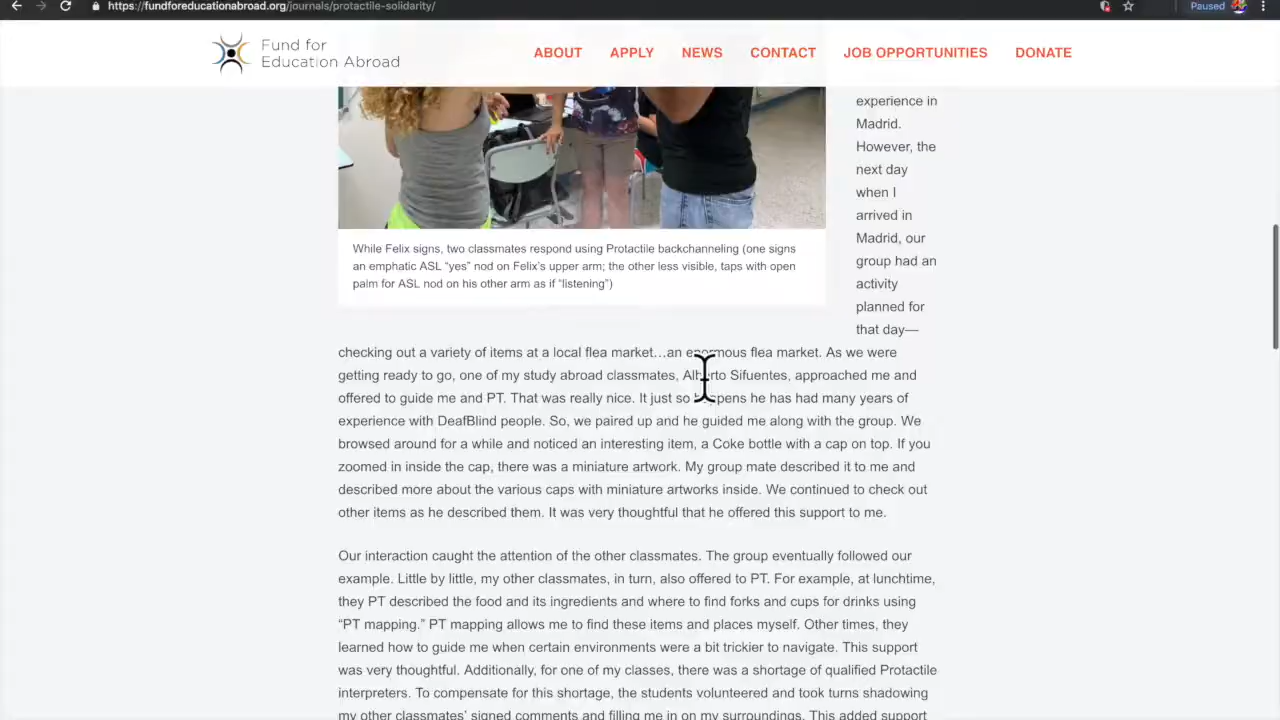 https://fundforeducationabroad.org/journals/protactile-solidarity/
Paused
Fund for
Education Abroad
ABOUT APPLY NEWS CONTACT JOB OPPORTUNITIES DONATE
While Felix signs, two classmates respond using Protactile backchanneling (one signs
an emphatic ASL “yes” nod on Felix’s upper arm; the other less visible, taps with open
palm for ASL nod on his other arm as if “listening”)
experience in
Madrid.
However, the
next day
when I
arrived in
Madrid, our
group had an
activity
planned for
that day—
checking out a variety of items at a local flea market…an enormous flea market. As we were
getting ready to go, one of my study abroad classmates, Alberto Sifuentes, approached me and
offered to guide me and PT. That was really nice. It just so happens he has had many years of
experience with DeafBlind people. So, we paired up and he guided me along with the group. We
browsed around for a while and noticed an interesting item, a Coke bottle with a cap on top. If you
zoomed in inside the cap, there was a miniature artwork. My group mate described it to me and
described more about the various caps with miniature artworks inside. We continued to check out
other items as he described them. It was very thoughtful that he offered this support to me.
Our interaction caught the attention of the other classmates. The group eventually followed our
example. Little by little, my other classmates, in turn, also offered to PT. For example, at lunchtime,
they PT described the food and its ingredients and where to find forks and cups for drinks using
“PT mapping.” PT mapping allows me to find these items and places myself. Other times, they
learned how to guide me when certain environments were a bit trickier to navigate. This support
was very thoughtful. Additionally, for one of my classes, there was a shortage of qualified Protactile
interpreters. To compensate for this shortage, the students volunteered and took turns shadowing
my other classmates’ signed comments and filling me in on my surroundings. This added support